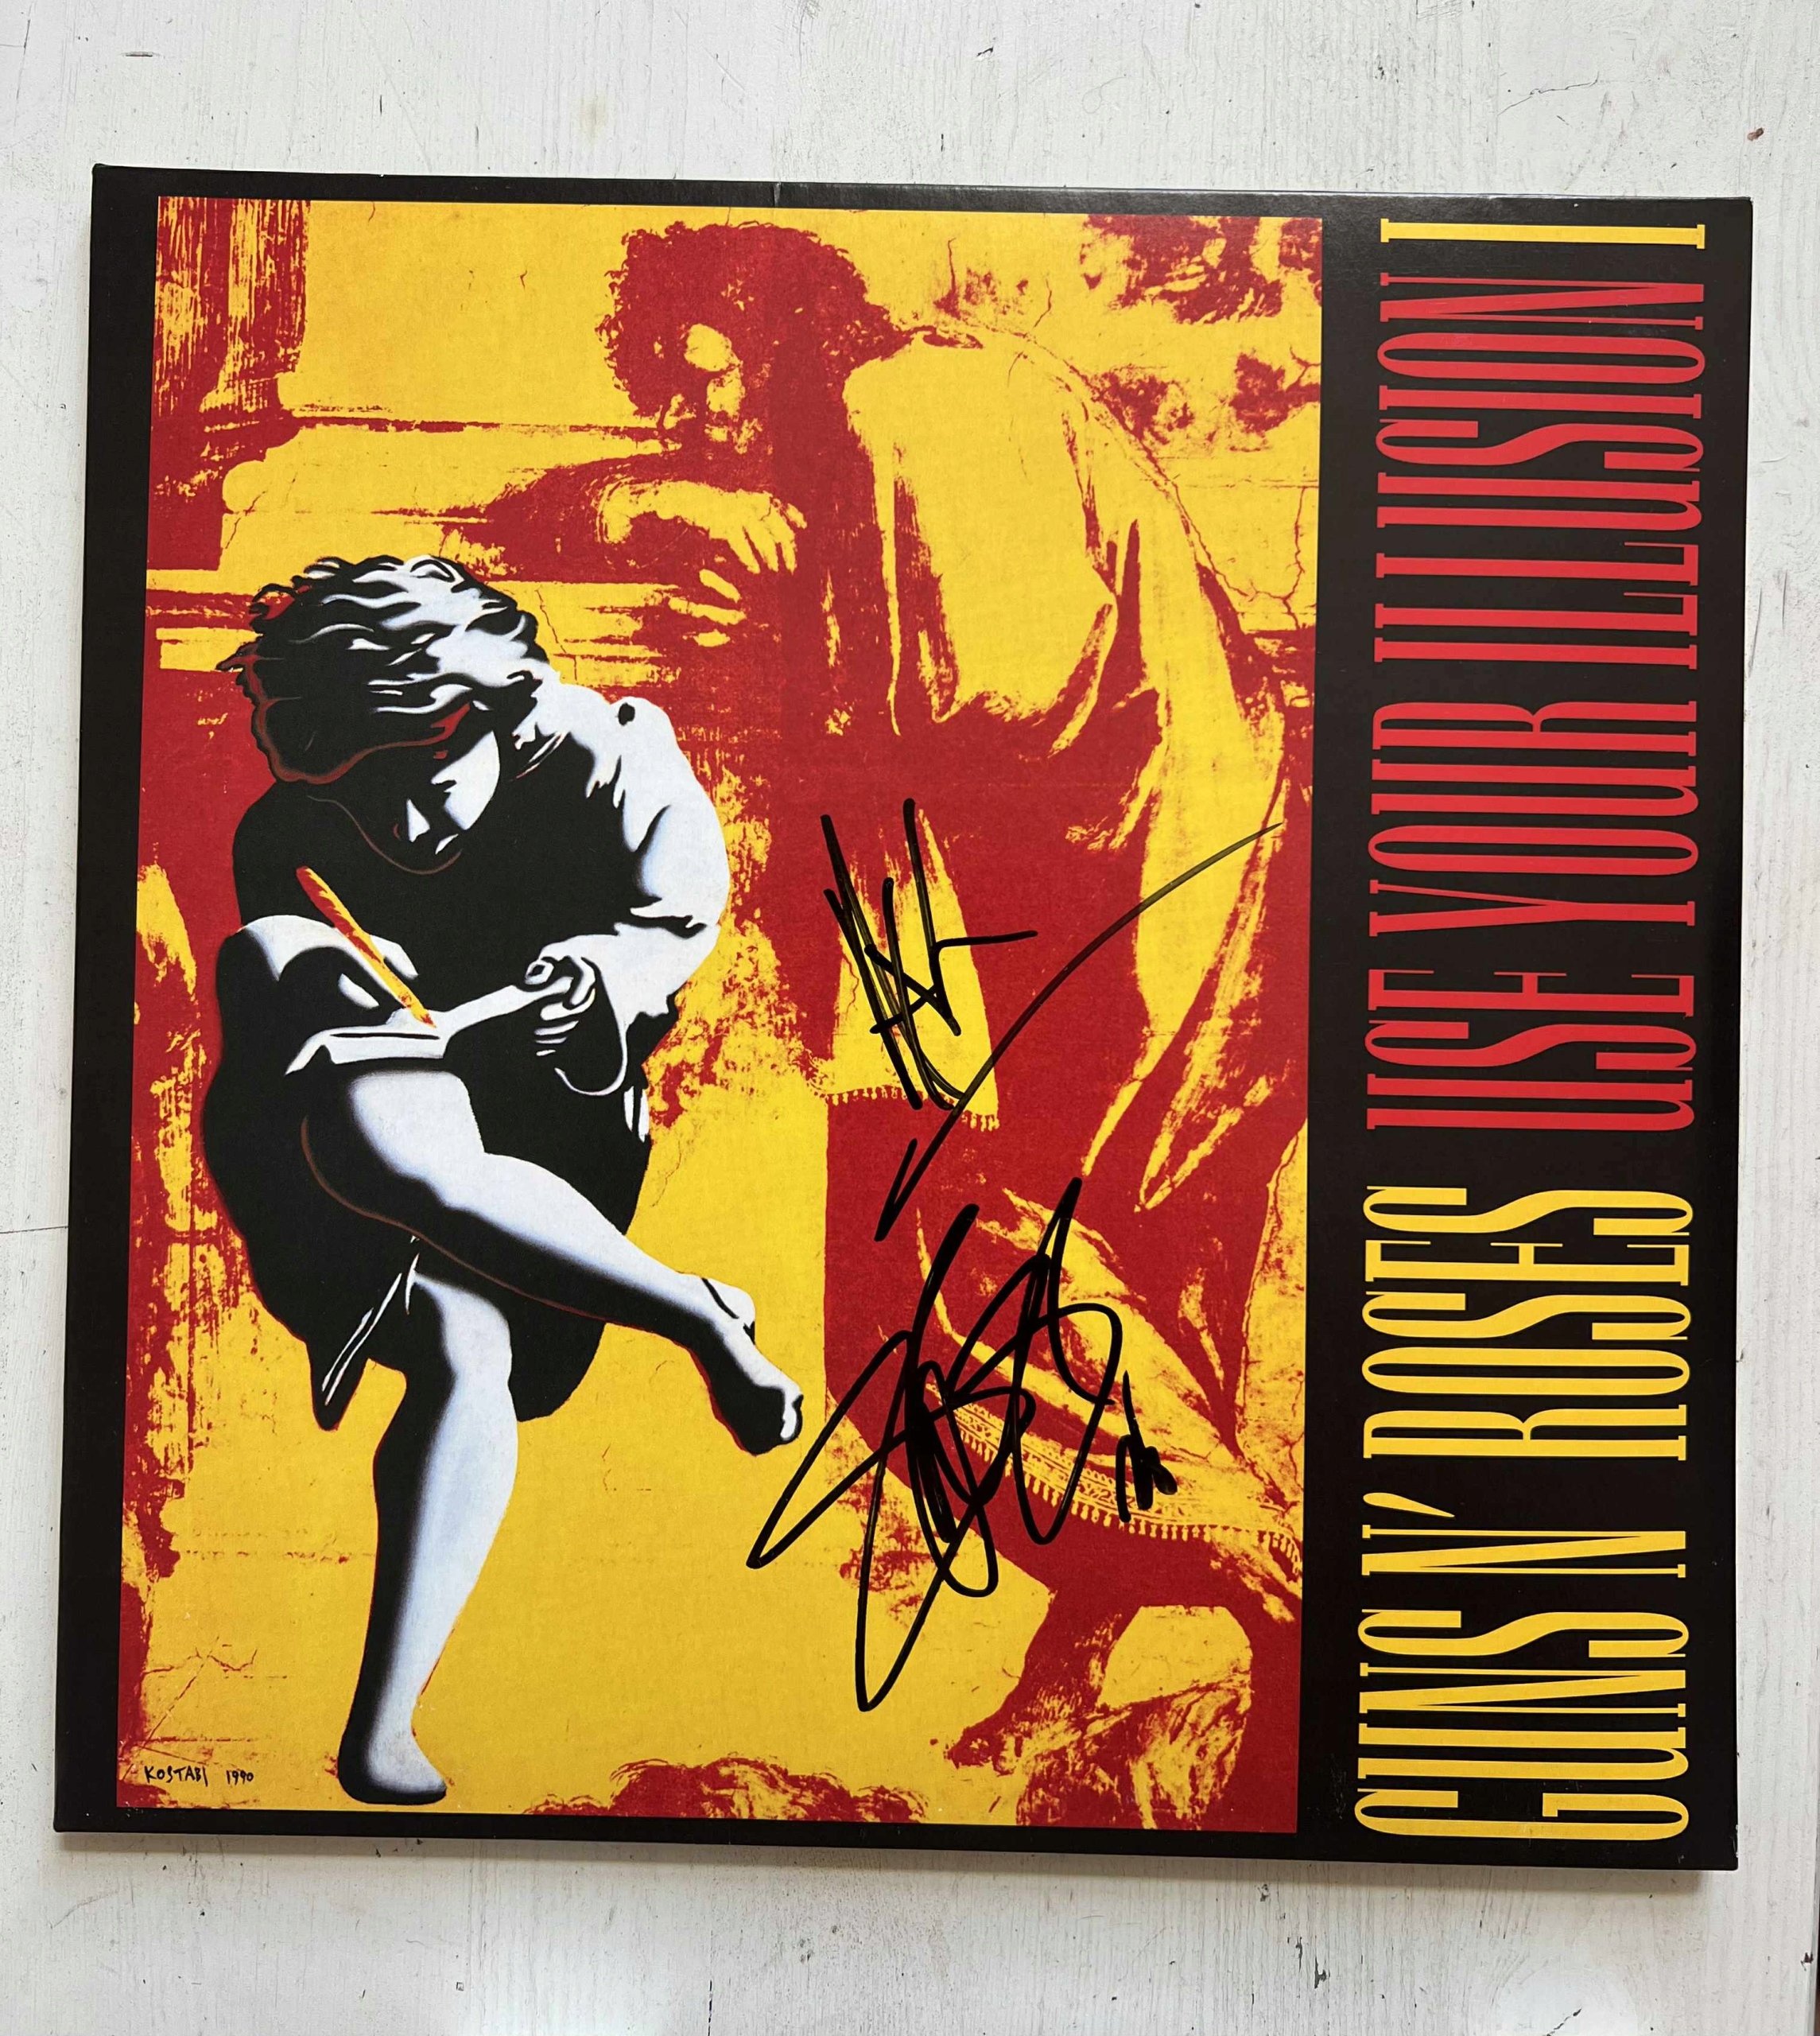 KOSTABI 1990
GUNS N' ROSES USE YOUR ILLUSION I